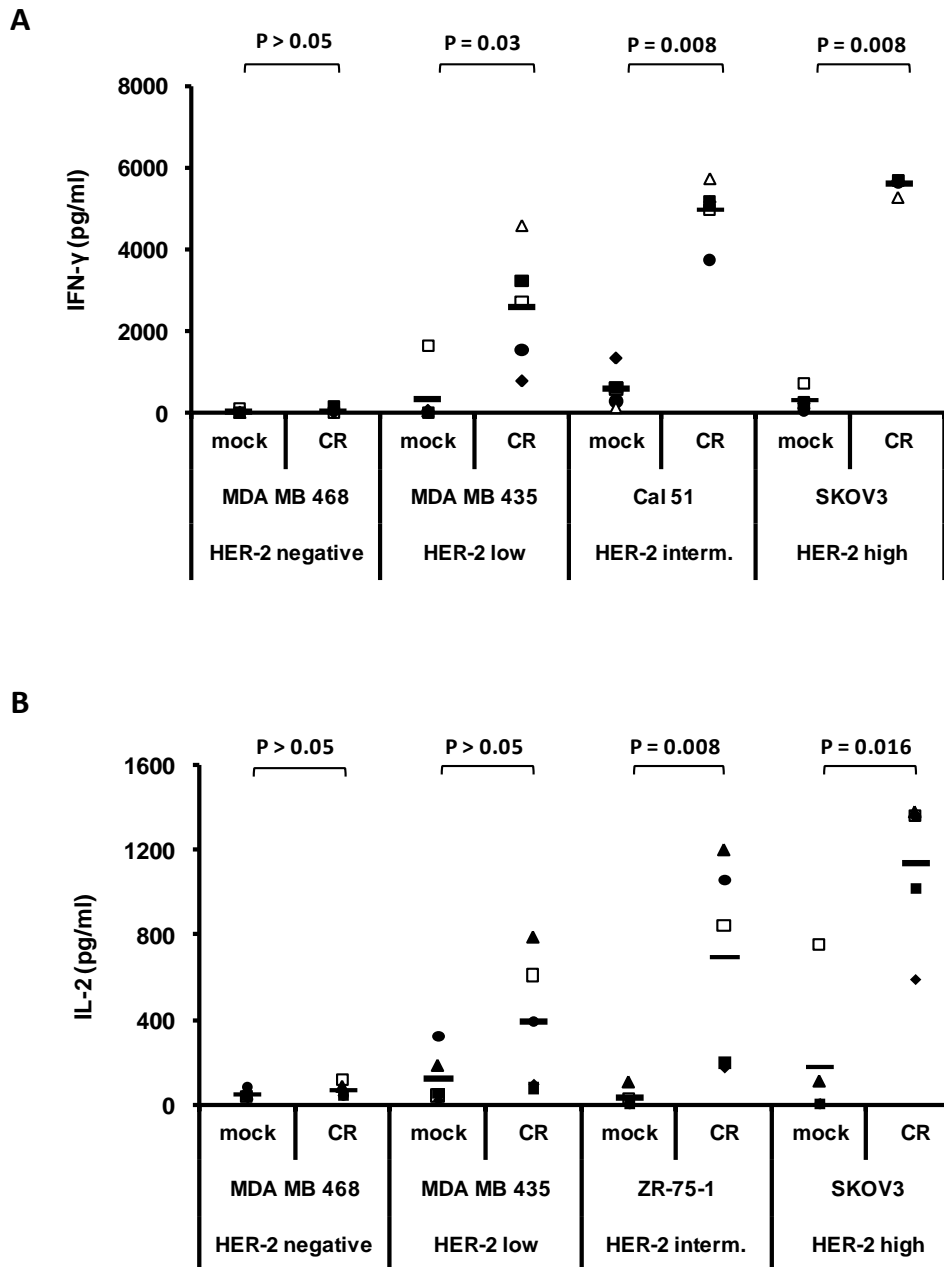 A
P > 0.05 P = 0.03 P = 0.008 P = 0.008
8000
6000
4000
2000
0
IFN-γ (pg/ml)
mock CR mock CR mock CR mock CR
MDA MB 468 MDA MB 435 Cal 51 SKOV3
HER-2 negative HER-2 low HER-2 interm. HER-2 high
B
P > 0.05 P > 0.05 P = 0.008 P = 0.016
1600
1200
800
400
0
IL-2 (pg/ml)
mock CR mock CR mock CR mock CR
MDA MB 468 MDA MB 435 ZR-75-1 SKOV3
HER-2 negative HER-2 low HER-2 interm. HER-2 high